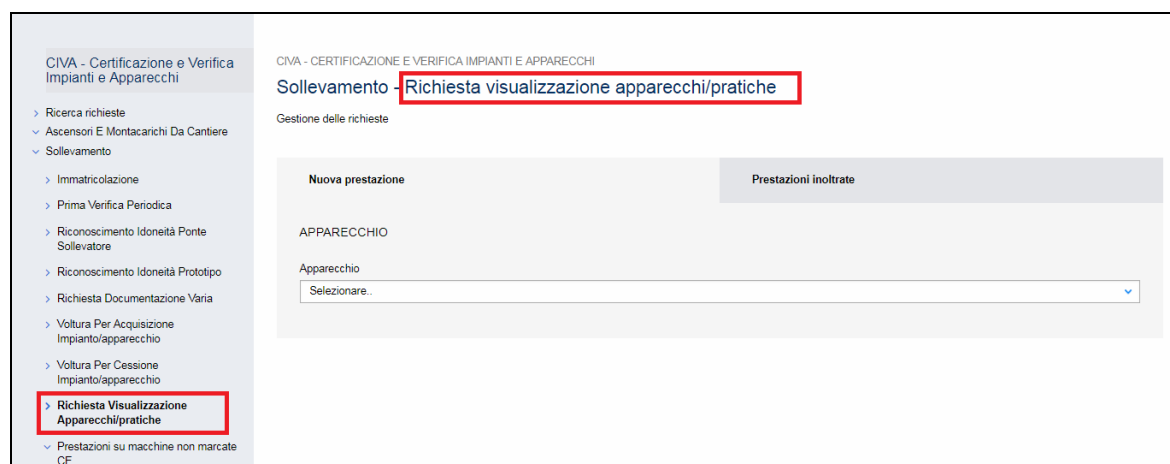 CIVA - Certificazione e Verifica
Impianti e Apparecchi
Ricerca richieste
Ascensori E Montacarichi Da Cantiere
Sollevamento
Immatricolazione
Prima Verifica Periodica
Riconoscimento Idoneità Ponte
Sollevatore
Riconoscimento Idoneità Prototipo
Richiesta Documentazione Varia
Voltura Per Acquisizione
Impianto/apparecchio
Voltura Per Cessione
Impianto/apparecchio
Richiesta Visualizzazione
Apparecchi/pratiche
Prestazioni su macchine non marcate
CE
CIVA - CERTIFICAZIONE E VERIFICA IMPIANTI E APPARECCHI
Sollevamento - Richiesta visualizzazione apparecchi/pratiche
Gestione delle richieste
Nuova prestazione
Prestazioni inoltrate
APPARECCHIO
Apparecchio
Selezionare..